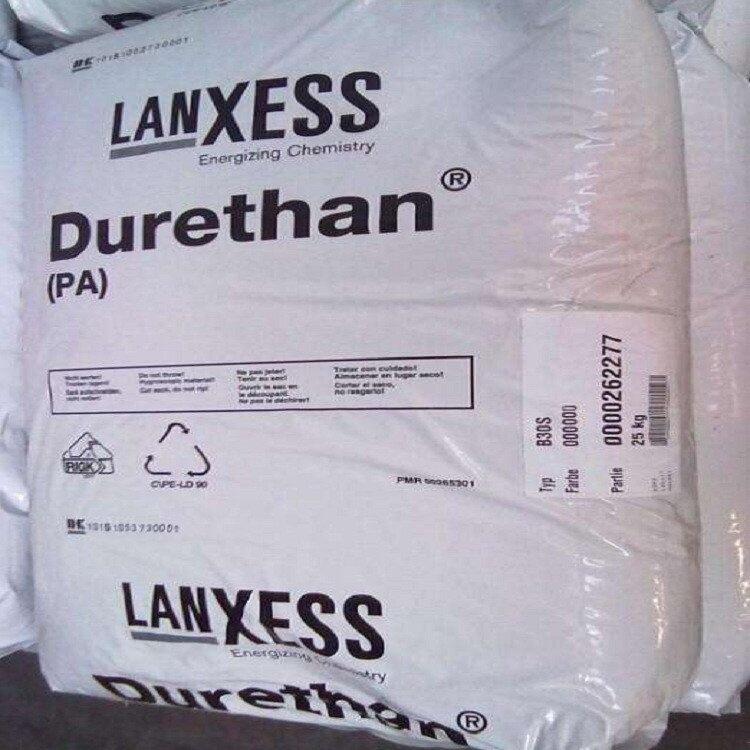 LANXESS
Energizing Chemistry
Durethan®
(PA)
Nicht werfen!
Trocken lagern!
Sack aufschneiden,
nicht reißen!
Do not throw!
Hygroscopic material!
Cut sack, do not rip!
Ne pas jeter!
Tenir au sec!
Ouvrir le sac en
le découpant.
Ne pas le déchirer!
Tratar con cuidado!
Almacenar en lugar seco!
Cortar el saco,
no rasgarlo!
Typ B30S
Farbe 000000
Partie 0000262277
25 kg
RIGK
C\PE-LD 90
LANXESS
Energizing Chemistry
Durethan®